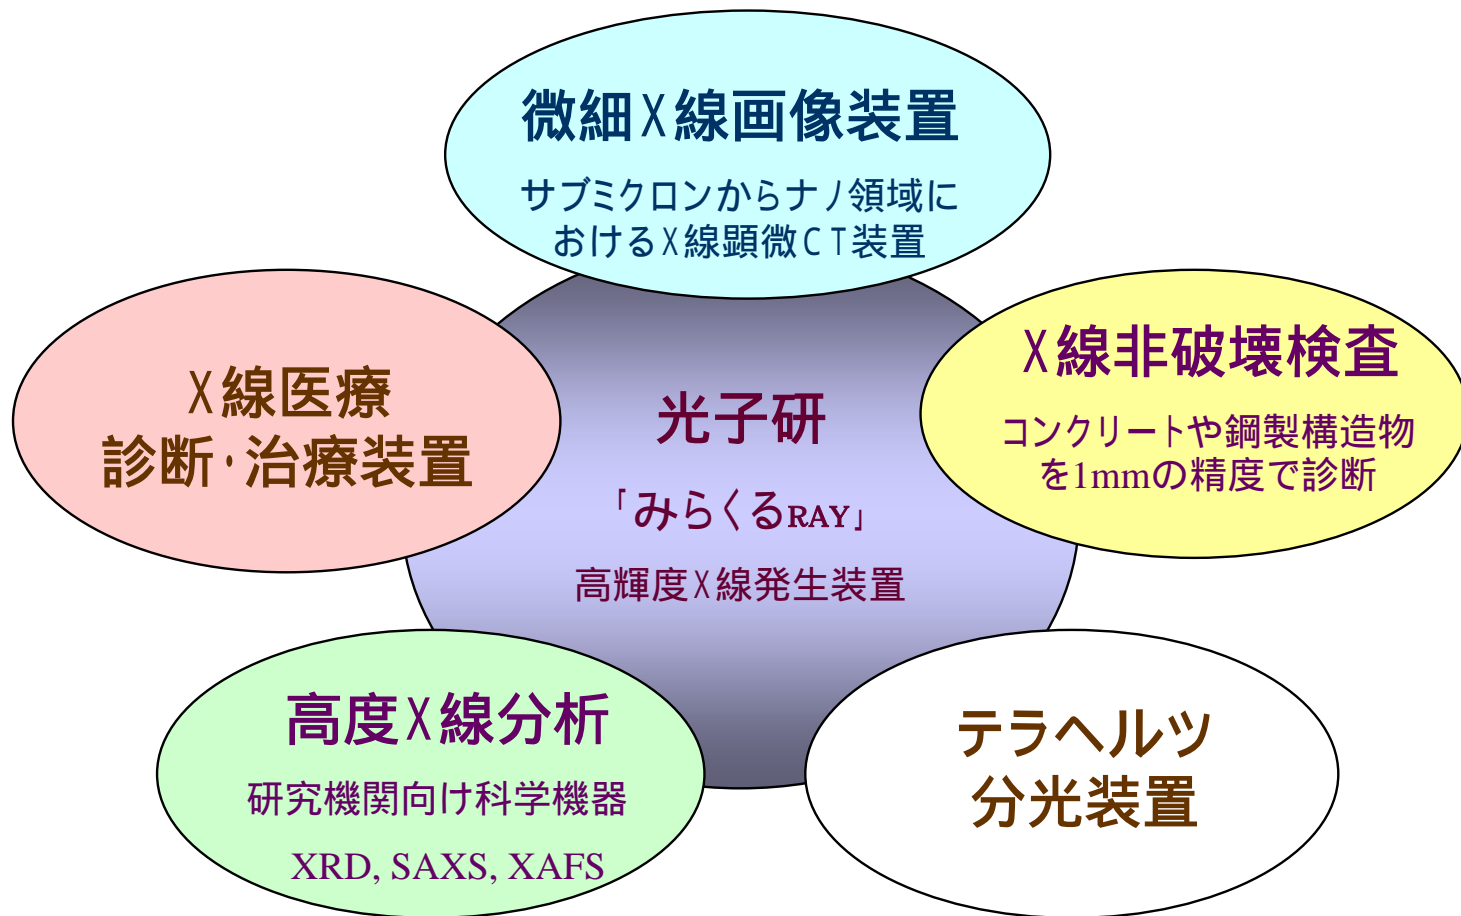 微細X線画像装置
サブミクロンからナノ領域に
おけるX線顕微CT装置
X線医療
診断・治療装置
光子研
「みらくるRAY」
高輝度X線発生装置
X線非破壊検査
コンクリートや鋼製構造物
を1mmの精度で診断
高度X線分析
研究機関向け科学機器
XRD, SAXS, XAFS
テラヘルツ
分光装置